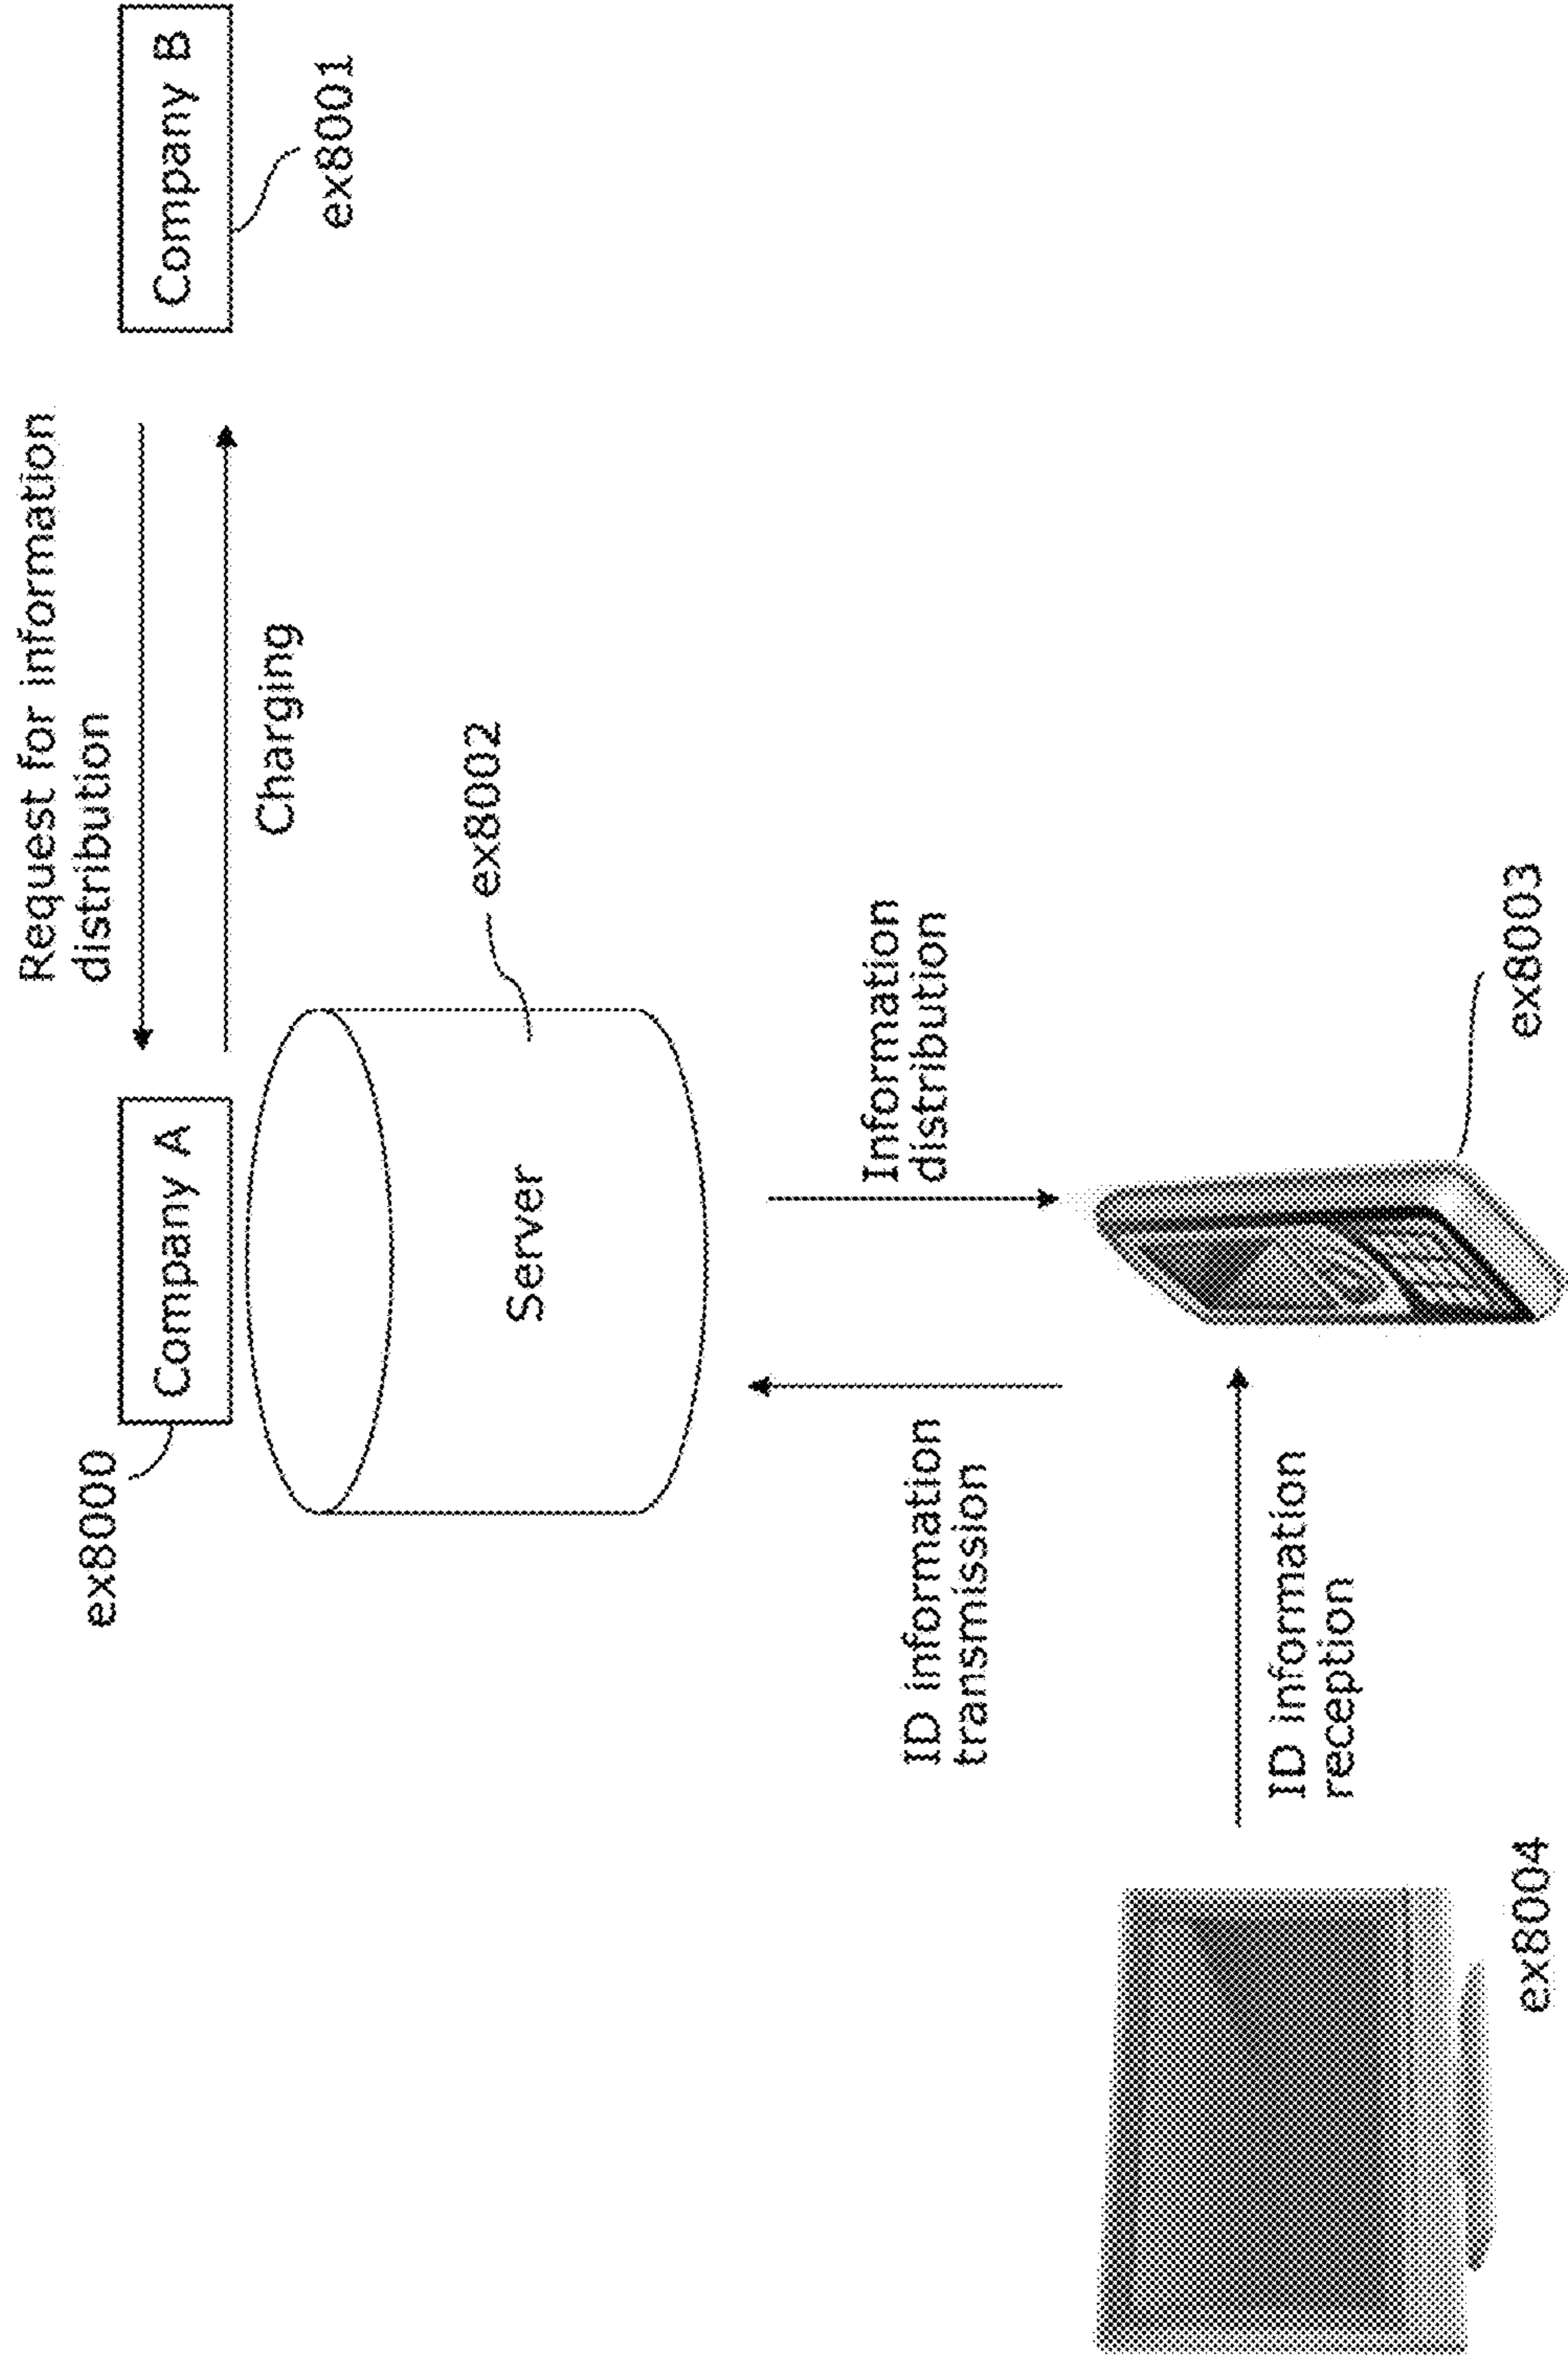 Request for information
distribution
ex8000
Company A
Company B
Charging
ex8001
ex8002
Server
Information
distribution
ID information
transmission
ID information
reception
ex8003
ex8004